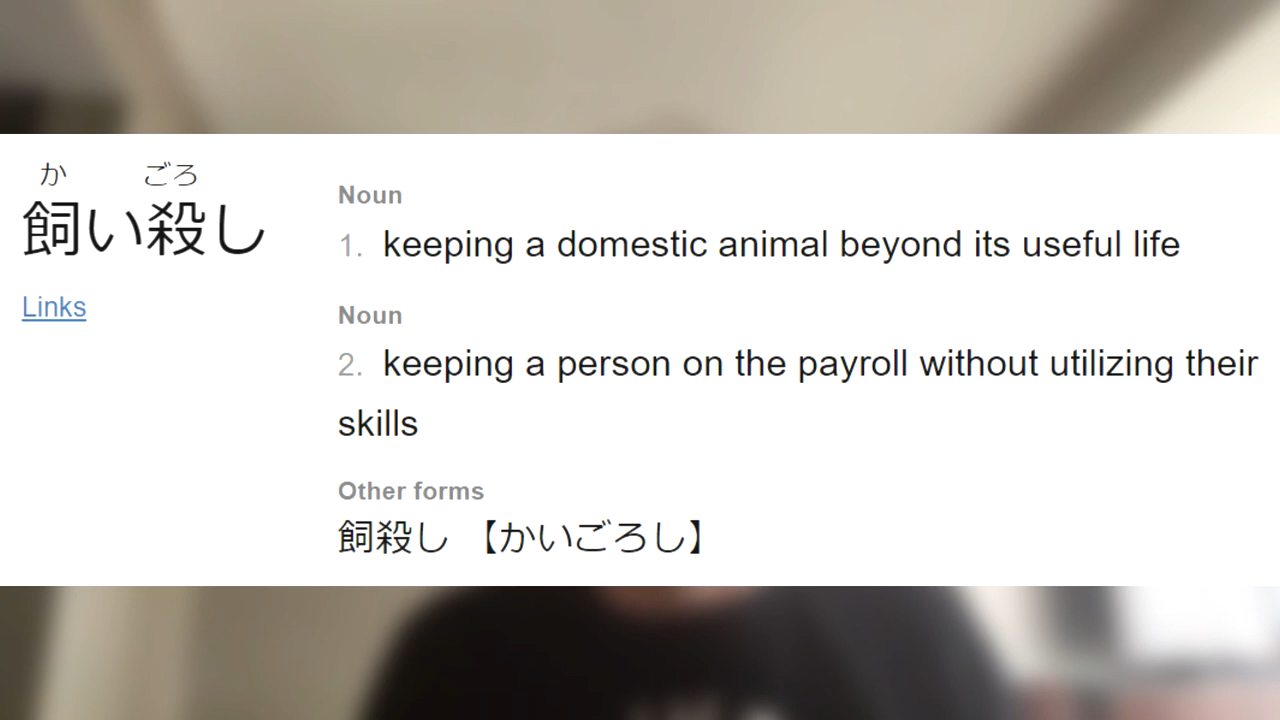 か ごろ
飼い殺し
Links
Noun
1. keeping a domestic animal beyond its useful life
Noun
2. keeping a person on the payroll without utilizing their
skills
Other forms
飼殺し 【かいごろし】